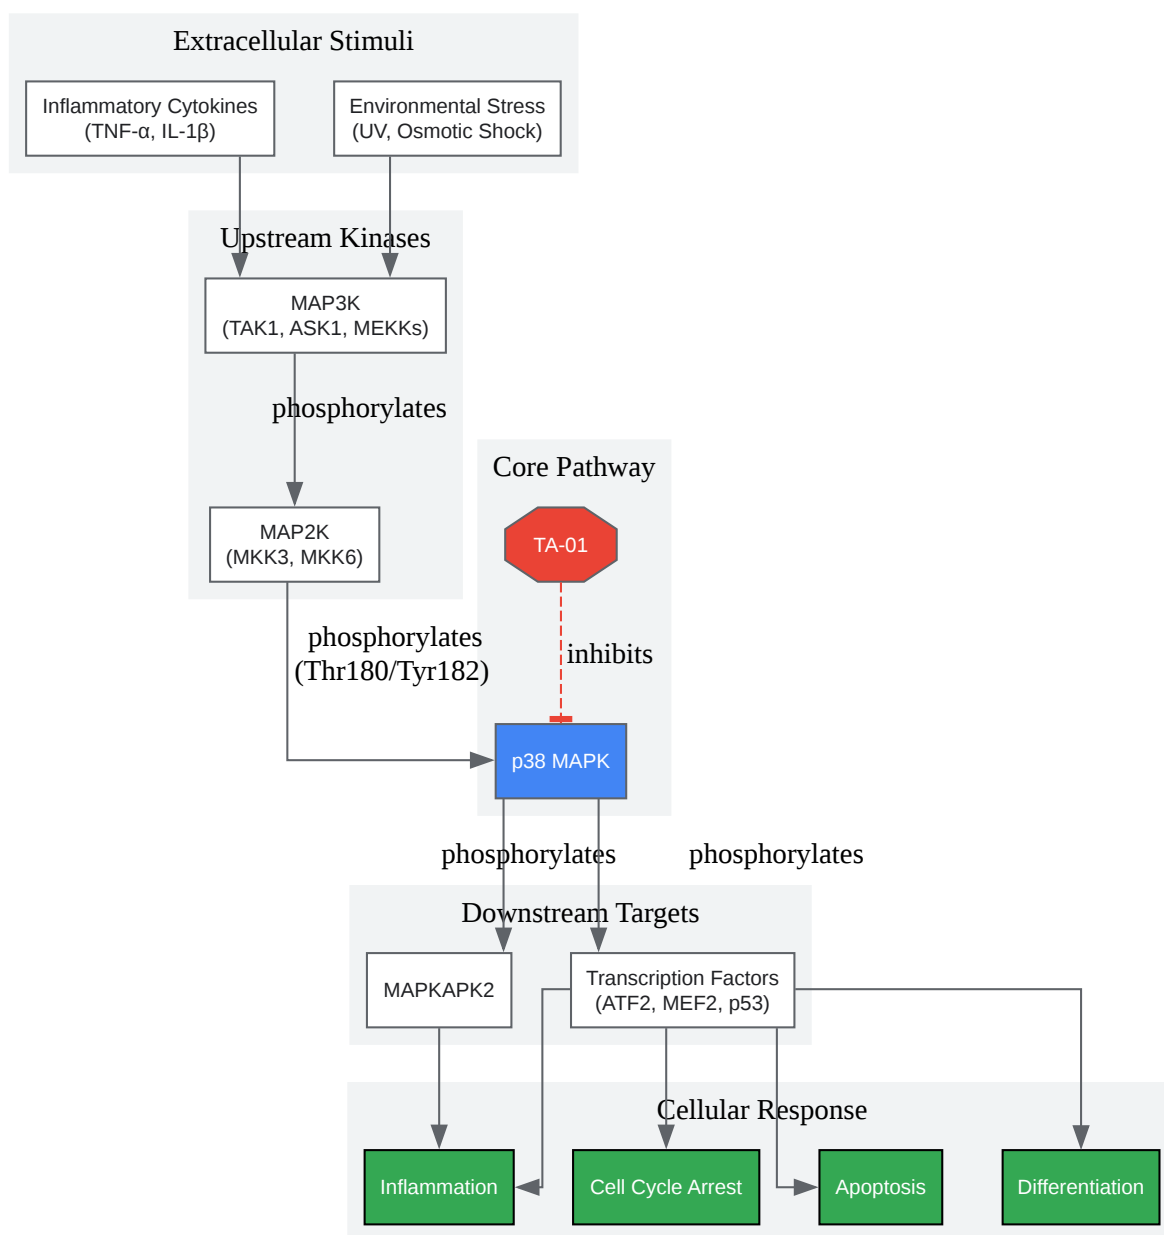 Extracellular Stimuli
Inflammatory Cytokines
(TNF-α, IL-1β)
Environmental Stress
(UV, Osmotic Shock)
Upstream Kinases
MAP3K
(TAK1, ASK1, MEKKs)
phosphorylates
MAP2K
(MKK3, MKK6)
Core Pathway
TA-01
phosphorylates
(Thr180/Tyr182)
inhibits
p38 MAPK
phosphorylates
phosphorylates
Downstream Targets
MAPKAPK2
Transcription Factors
(ATF2, MEF2, p53)
Cellular Response
Inflammation
Cell Cycle Arrest
Apoptosis
Differentiation